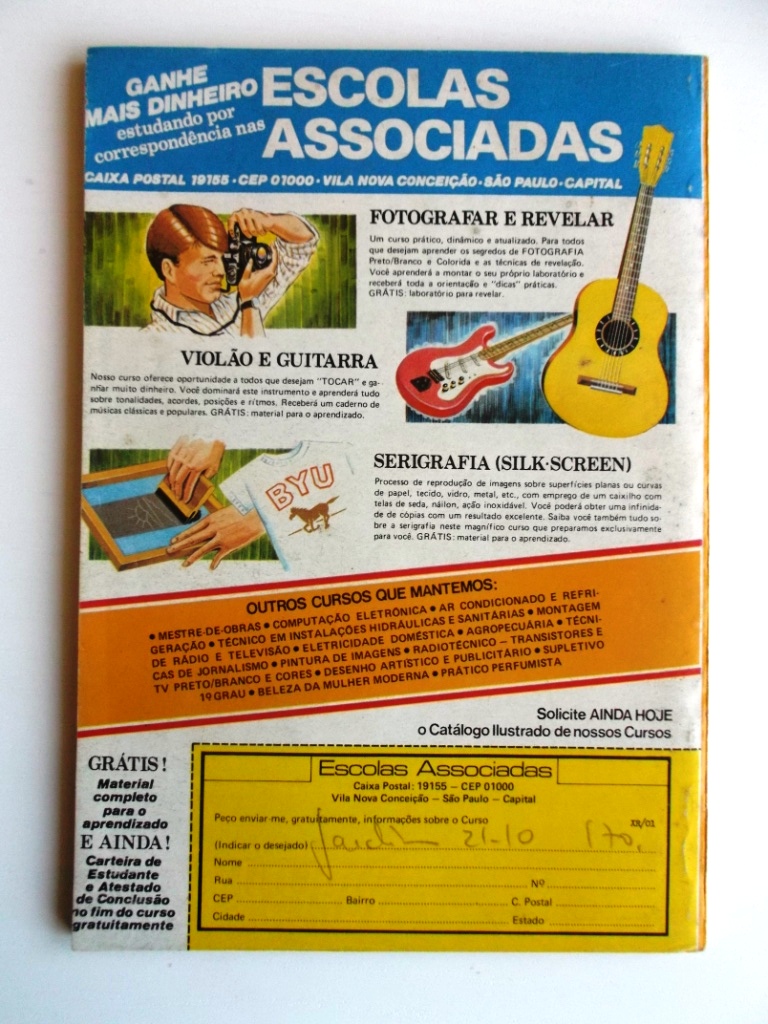 GANHE
MAIS DINHEIRO
estudando por
correspondência nas
ESCOLAS
ASSOCIADAS
CAIXA POSTAL 19155 • CEP 01000 • VILA NOVA CONCEIÇÃO • SÃO PAULO • CAPITAL
FOTOGRAFAR E REVELAR
Um curso prático, dinâmico e atualizado. Para todos
que desejam aprender os segredos de FOTOGRAFIA
Preto/Branco e Colorida e as técnicas de revelação.
Você aprenderá a montar o seu próprio laboratório e
receberá toda a orientação e "dicas" práticas.
GRÁTIS: laboratório para revelar.
VIOLÃO E GUITARRA
Nosso curso oferece oportunidade a todos que desejam "TOCAR" e ga-
nhar muito dinheiro. Você dominará este instrumento e aprenderá tudo
sobre tonalidades, acordes, posições e ritmos. Receberá um caderno de
músicas clássicas e populares. GRÁTIS: material para o aprendizado.
BYU
SERIGRAFIA (SILK-SCREEN)
Processo de reprodução de imagens sobre superfícies planas ou curvas
de papel, tecido, vidro, metal, etc., com emprego de um caixilho com
telas de seda, náilon, aço inoxidável. Você poderá obter uma infinida-
de de cópias com um resultado excelente. Saiba você também tudo so-
bre a serigrafia neste magnífico curso que preparamos exclusivamente
para você. GRÁTIS: material para o aprendizado.
OUTROS CURSOS QUE MANTEMOS:
• MESTRE-DE-OBRAS • COMPUTAÇÃO ELETRÔNICA • AR CONDICIONADO E REFRI-
GERAÇÃO • TÉCNICO EM INSTALAÇÕES HIDRÁULICAS E SANITÁRIAS • MONTAGEM
DE RÁDIO E TELEVISÃO • ELETRICIDADE DOMÉSTICA • AGROPECUÁRIA • TÉCNI-
CAS DE JORNALISMO • PINTURA DE IMAGENS • RADIOTÉCNICO – TRANSISTORES E
TV PRETO/BRANCO E CORES • DESENHO ARTÍSTICO E PUBLICITÁRIO • SUPLETIVO
1º GRAU • BELEZA DA MULHER MODERNA • PRÁTICO PERFUMISTA
Solicite AINDA HOJE
o Catálogo Ilustrado de nossos Cursos
GRÁTIS!
Material
completo
para o
aprendizado
E AINDA!
Carteira de
Estudante
e Atestado
de Conclusão
no fim do curso
gratuitamente
Escolas Associadas
Caixa Postal: 19155 – CEP 01000
Vila Nova Conceição – São Paulo – Capital
Peço enviar-me, gratuitamente, informações sobre o Curso
(Indicar o desejado) 21-10 170,
Nome
Rua Nº
CEP Bairro C. Postal
Cidade Estado